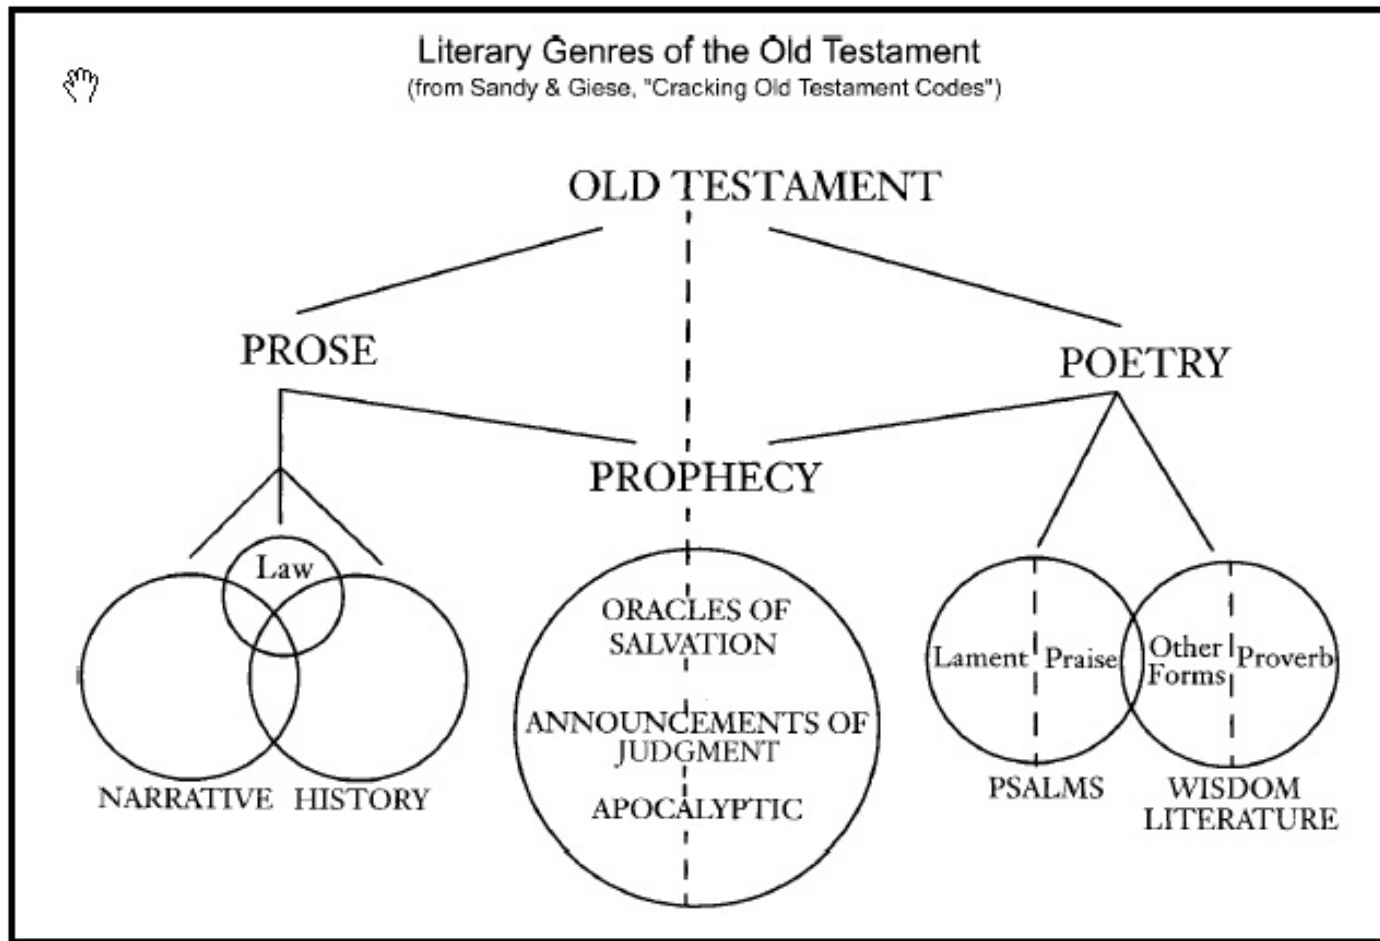 Literary Genres of the Old Testament
(from Sandy & Giese, "Cracking Old Testament Codes")
OLD TESTAMENT
PROSE
POETRY
PROPHECY
Law
NARRATIVE
HISTORY
ORACLES OF
SALVATION
ANNOUNCEMENTS OF
JUDGMENT
APOCALYPTIC
Lament
Praise
Other
Forms
Proverb
PSALMS
WISDOM
LITERATURE